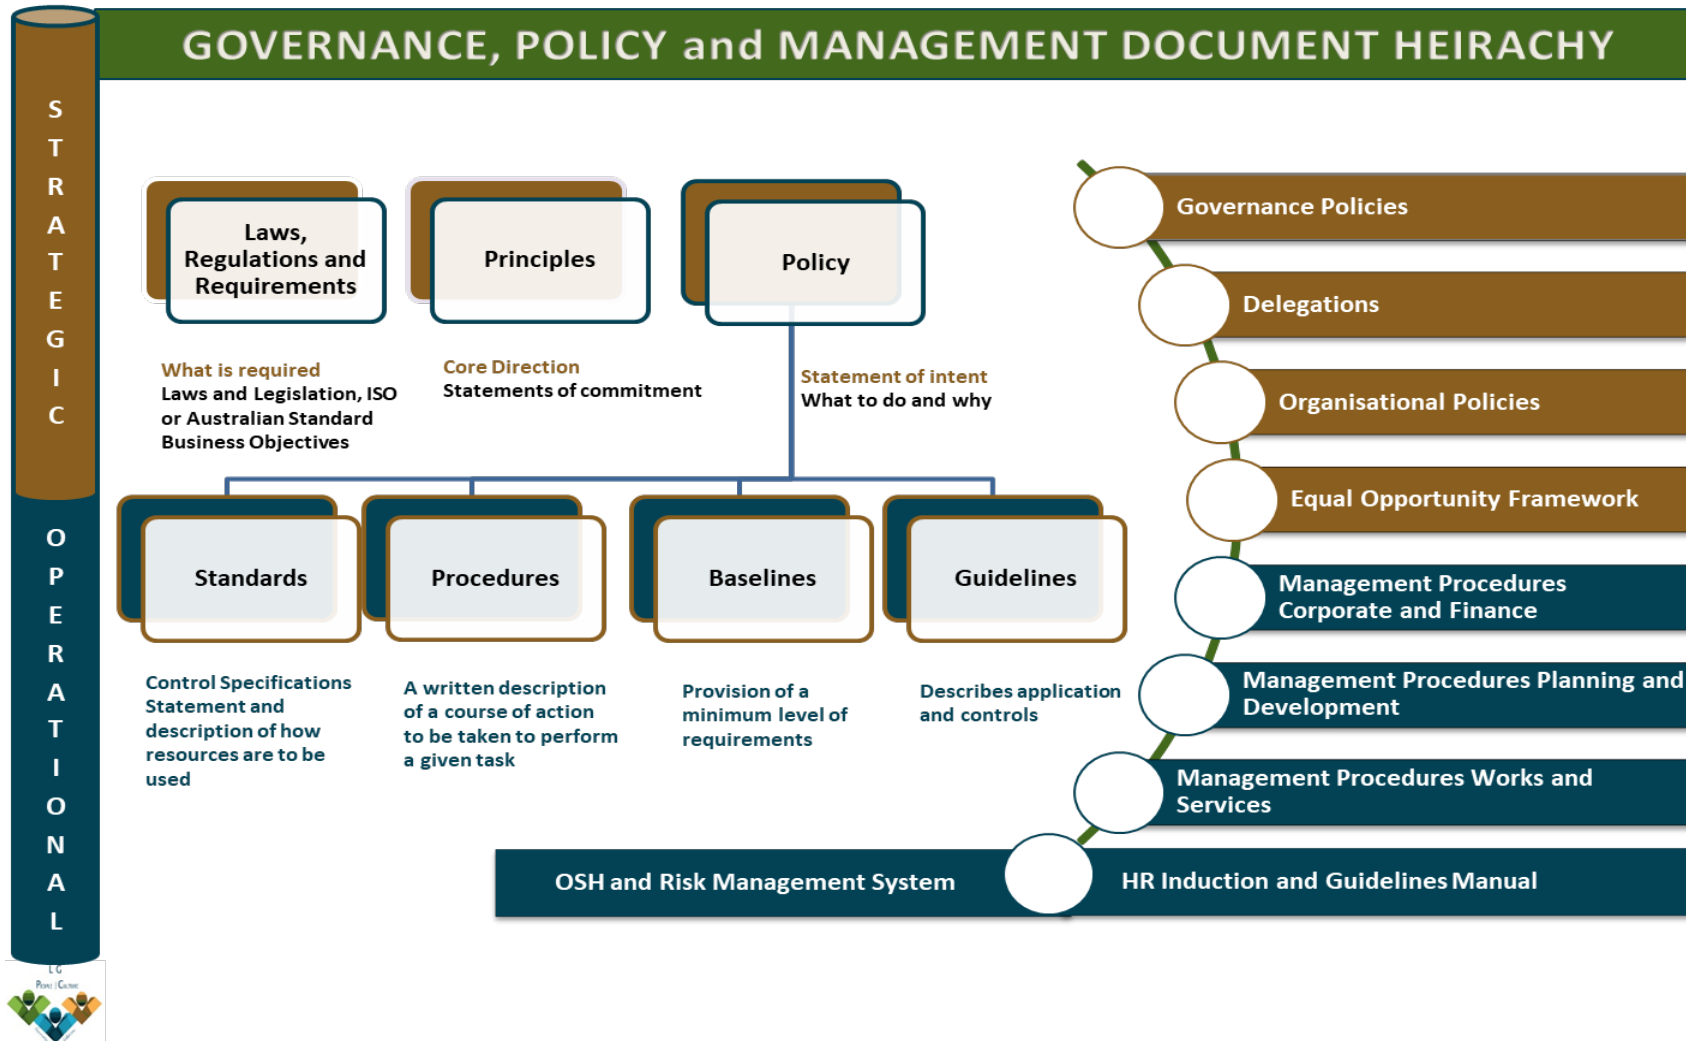 GOVERNANCE, POLICY and MANAGEMENT DOCUMENT HEIRACHY
STRATEGIC
OPERATIONAL
Laws,
Regulations and
Requirements
Principles
Policy
What is required
Laws and Legislation, ISO
or Australian Standard
Business Objectives
Core Direction
Statements of commitment
Statement of intent
What to do and why
Standards
Procedures
Baselines
Guidelines
Control Specifications
Statement and
description of how
resources are to be
used
A written description
of a course of action
to be taken to perform
a given task
Provision of a
minimum level of
requirements
Describes application
and controls
Governance Policies
Delegations
Organisational Policies
Equal Opportunity Framework
Management Procedures
Corporate and Finance
Management Procedures Planning and
Development
Management Procedures Works and
Services
OSH and Risk Management System
HR Induction and Guidelines Manual
LG
People | Culture